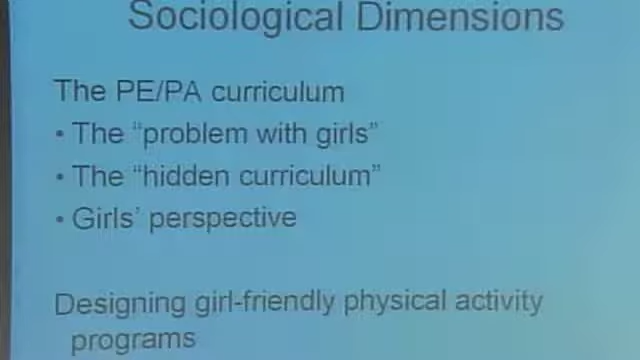 Sociological Dimensions
The PE/PA curriculum
• The “problem with girls”
• The “hidden curriculum”
• Girls’ perspective
Designing girl-friendly physical activity
programs